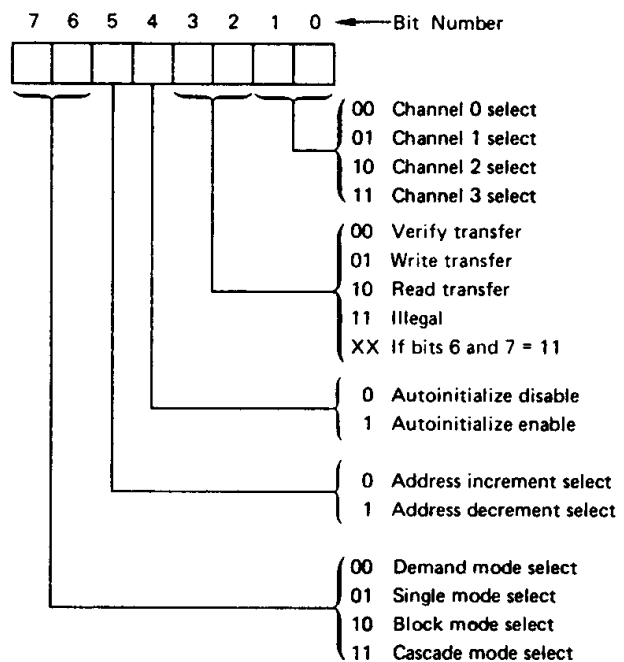 7 6 5 4 3 2 1 0 Bit Number
00 Channel 0 select
01 Channel 1 select
10 Channel 2 select
11 Channel 3 select
00 Verify transfer
01 Write transfer
10 Read transfer
11 Illegal
XX If bits 6 and 7 = 11
0 Autoinitialize disable
1 Autoinitialize enable
0 Address increment select
1 Address decrement select
00 Demand mode select
01 Single mode select
10 Block mode select
11 Cascade mode select